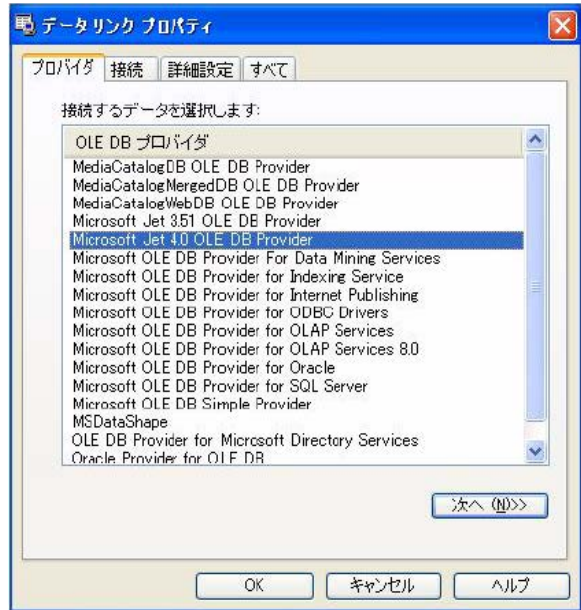 データ リンク プロパティ
プロバイダ 接続 詳細設定 すべて
接続するデータを選択します:
OLE DB プロバイダ
MediaCatalogDB OLE DB Provider
MediaCatalogMergedDB OLE DB Provider
MediaCatalogWebDB OLE DB Provider
Microsoft Jet 3.51 OLE DB Provider
Microsoft Jet 4.0 OLE DB Provider
Microsoft OLE DB Provider For Data Mining Services
Microsoft OLE DB Provider for Indexing Service
Microsoft OLE DB Provider for Internet Publishing
Microsoft OLE DB Provider for ODBC Drivers
Microsoft OLE DB Provider for OLAP Services
Microsoft OLE DB Provider for OLAP Services 8.0
Microsoft OLE DB Provider for Oracle
Microsoft OLE DB Provider for SQL Server
Microsoft OLE DB Simple Provider
MSDataShape
OLE DB Provider for Microsoft Directory Services
Oracle Provider for OLE DB
次へ (N)>>
OK キャンセル ヘルプ